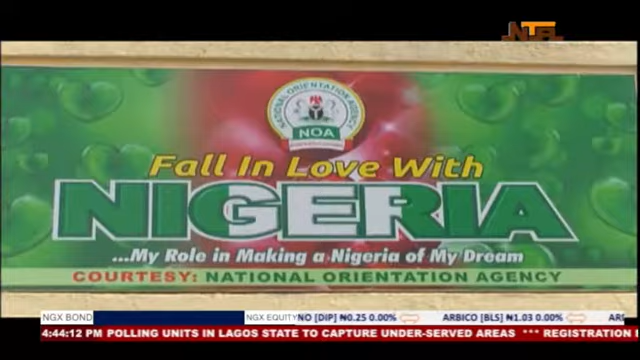 NTA
NATIONAL ORIENTATION AGENCY
NOA
Fall In Love With
NIGERIA
...My Role in Making a Nigeria of My Dream
COURTESY: NATIONAL ORIENTATION AGENCY
NGX BOND
NGX EQUITY NO [DIP] ₦0.25 0.00% ARBICO [BLS] ₦1.03 0.00%
4:44:12 PM POLLING UNITS IN LAGOS STATE TO CAPTURE UNDER-SERVED AREAS *** REGISTRATION